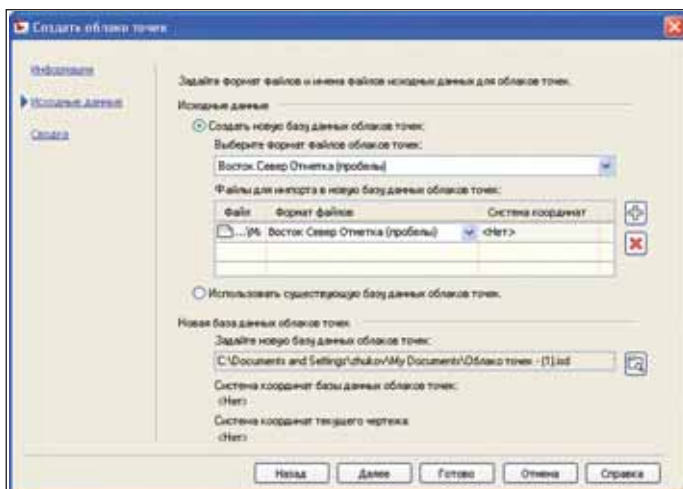 Создать облако точек
Информация
Исходные данные
Сводка
Задайте формат файлов и имена файлов исходных данных для облаков точек.
Исходные данные
Создать новую базу данных облаков точек:
Выберите формат файлов облаков точек:
Восток Север Отметка (пробелы)
Файлы для импорта в новую базу данных облаков точек:
Файл Формат файлов Система координат
...\М Восток Север Отметка (пробелы) <Нет>
Использовать существующую базу данных облаков точек.
Новая база данных облаков точек
Задайте новую базу данных облаков точек:
C:\Documents and Settings\zhukov\My Documents\Облако точек - (1).isd
Система координат базы данных облаков точек:
<Нет>
Система координат текущего чертежа:
<Нет>
Назад Далее Готово Отмена Справка